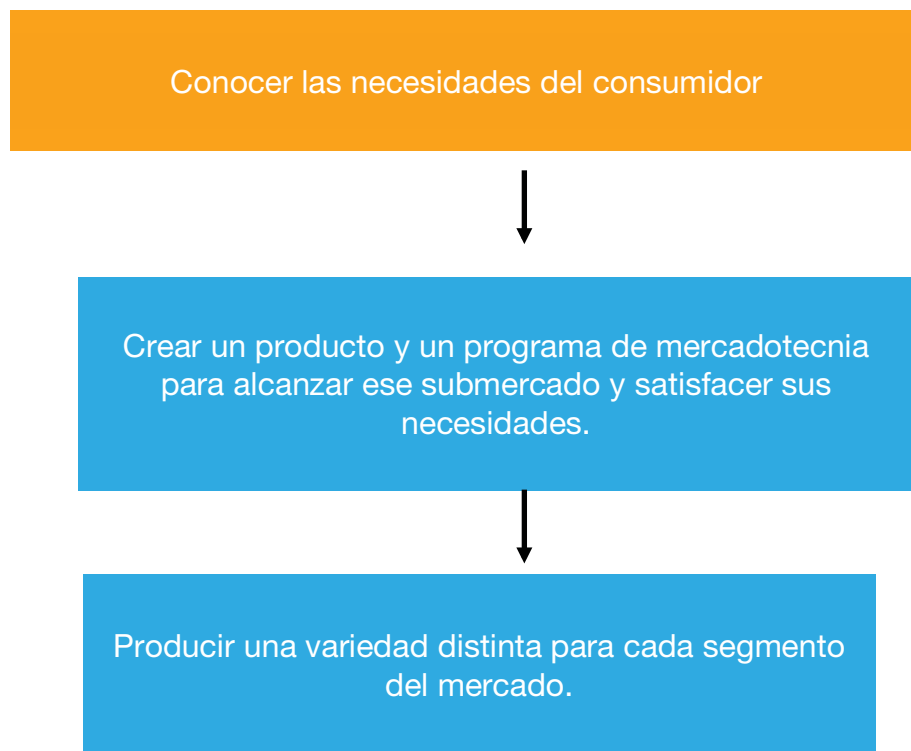 Conocer las necesidades del consumidor
Crear un producto y un programa de mercadotecnia
para alcanzar ese submercado y satisfacer sus
necesidades.
Producir una variedad distinta para cada segmento
del mercado.